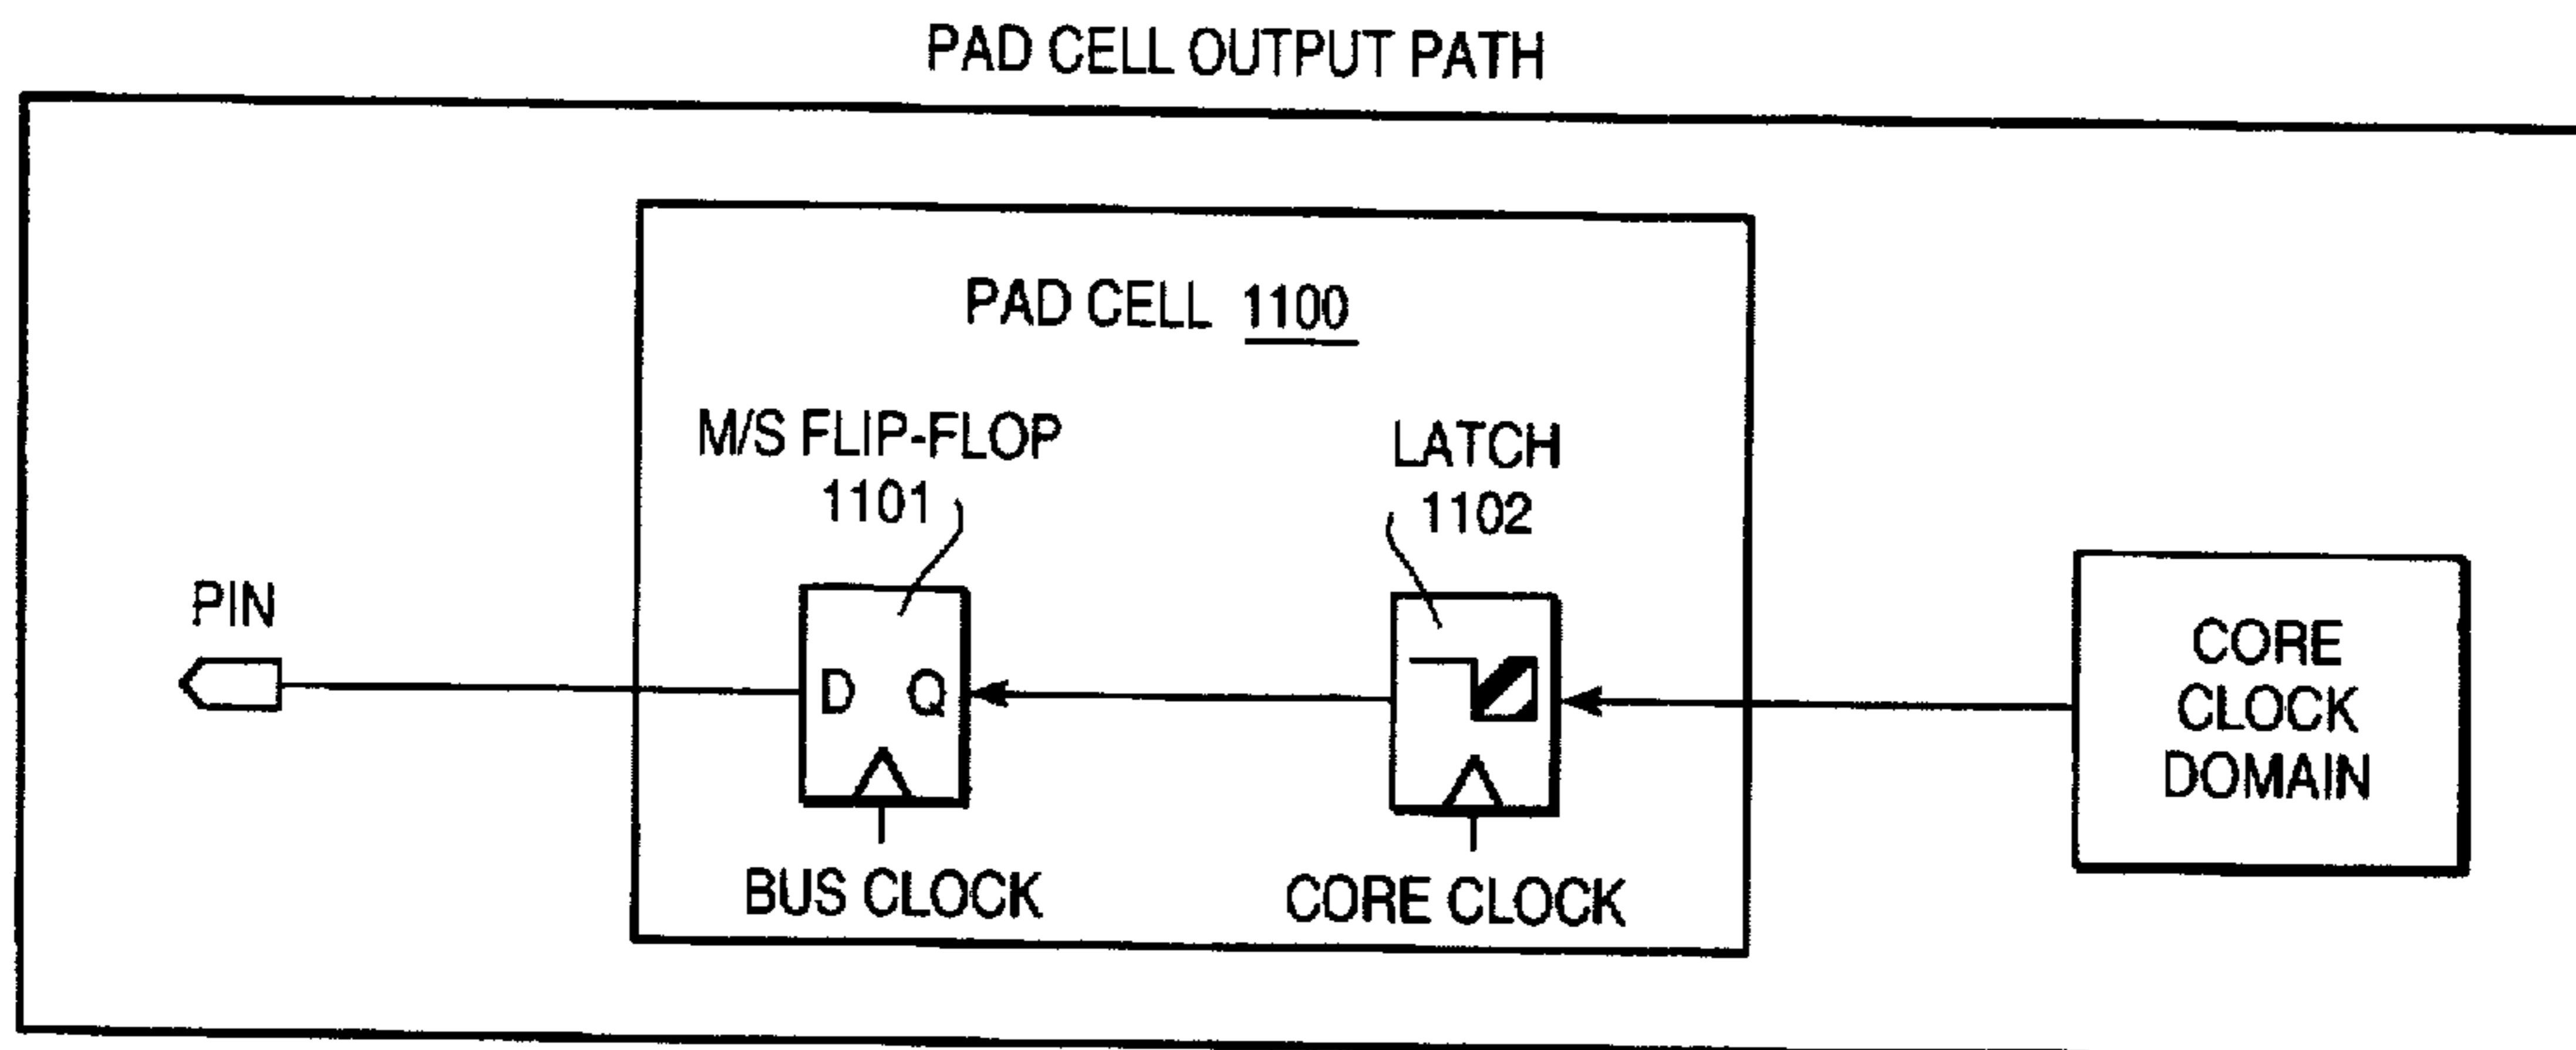 PAD CELL OUTPUT PATH
PAD CELL 1100
M/S FLIP-FLOP
1101
LATCH
1102
PIN
D Q
CORE
CLOCK
DOMAIN
BUS CLOCK
CORE CLOCK